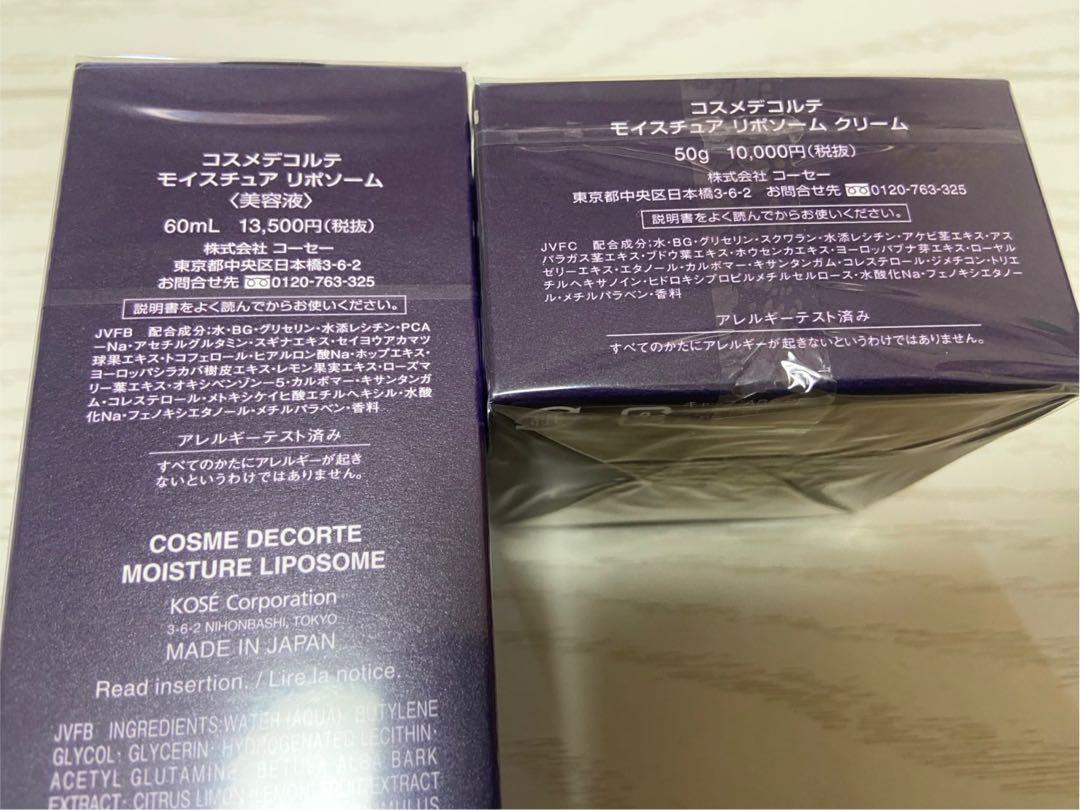 コスメデコルテ
モイスチュア リポソーム
〈美容液〉
60mL 13,500円(税抜)
株式会社 コーセー
東京都中央区日本橋3-6-2
お問合せ先 0120-763-325
説明書をよく読んでからお使いください。
JVFB 配合成分;水・BG・グリセリン・水添レシチン・PCA
ーNa・アセチルグルタミン・スギナエキス・セイヨウアカマツ
球果エキス・トコフェロール・ヒアルロン酸Na・ホップエキス・
ヨーロッパシラカバ樹皮エキス・レモン果実エキス・ローズマ
リー葉エキス・オキシベンゾン-5・カルボマー・キサンタンガ
ム・コレステロール・メトキシケイヒ酸エチルヘキシル・水酸
化Na・フェノキシエタノール・メチルパラベン・香料
アレルギーテスト済み
すべてのかたにアレルギーが起き
ないというわけではありません。
COSME DECORTE
MOISTURE LIPOSOME
KOSÉ Corporation
3-6-2 NIHONBASHI, TOKYO
MADE IN JAPAN
Read insertion. / Lire la notice.
JVFB INGREDIENTS:WATER (AQUA)・BUTYLENE
GLYCOL・GLYCERIN・HYDROGENATED LECITHIN・
ACETYL GLUTAMINE・BETULA ALBA BARK
EXTRACT・CITRUS LIMON (LEMON) FRUIT EXTRACT
コスメデコルテ
モイスチュア リポソーム クリーム
50g 10,000円(税抜)
株式会社 コーセー
東京都中央区日本橋3-6-2 お問合せ先 0120-763-325
説明書をよく読んでからお使いください。
JVFC 配合成分;水・BG・グリセリン・スクワラン・水添レシチン・アケビ茎エキス・アス
パラガス茎エキス・ブドウ葉エキス・ホウセンカエキス・ヨーロッパブナ芽エキス・ローヤル
ゼリーエキス・エタノール・カルボマー・キサンタンガム・コレステロール・ジメチコン・トリエ
チルヘキサノイン・ヒドロキシプロピルメチルセルロース・水酸化Na・フェノキシエタノー
ル・メチルパラベン・香料
アレルギーテスト済み
すべてのかたにアレルギーが起きないというわけではありません。